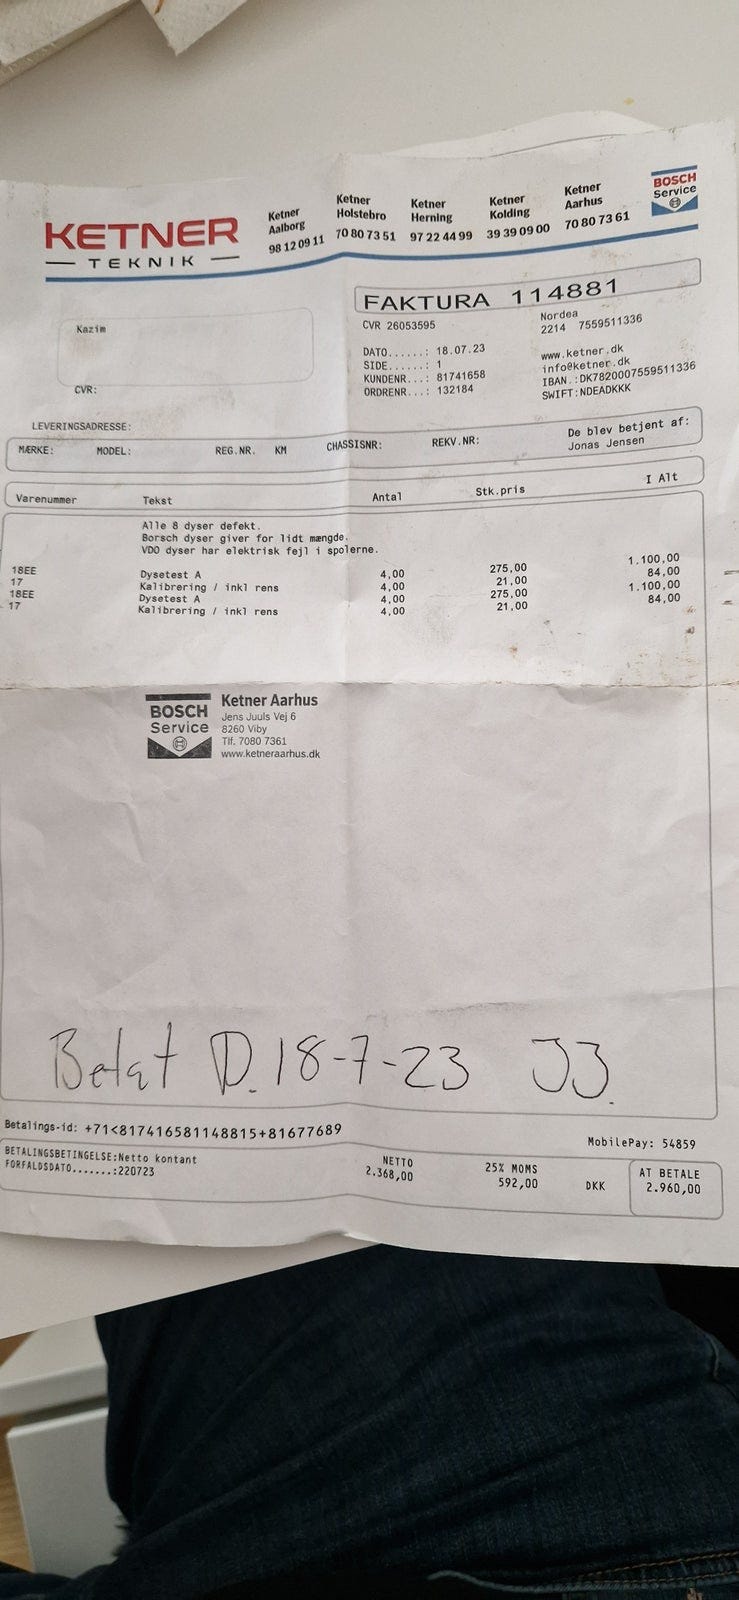 KETNER
TEKNIK
Ketner Aalborg 98 12 09 11
Ketner Holstebro 70 80 73 51
Ketner Herning 97 22 44 99
Ketner Kolding 39 39 09 00
Ketner Aarhus 70 80 73 61
BOSCH
Service
FAKTURA 114881
Kazim
CVR:
CVR 26053595
DATO......: 18.07.23
SIDE......: 1
KUNDENR...: 81741658
ORDRENR...: 132184
Nordea
2214 7559511336
www.ketner.dk
info@ketner.dk
IBAN.:DK7820007559511336
SWIFT:NDEADKKK
LEVERINGSADRESSE:
MÆRKE: MODEL: REG.NR. KM CHASSISNR: REKV.NR:
De blev betjent af:
Jonas Jensen
Varenummer Tekst Antal Stk.pris I Alt
Alle 8 dyser defekt.
Borsch dyser giver for lidt mængde.
VDO dyser har elektrisk fejl i spolerne.
18EE Dysetest A 4,00 275,00 1.100,00
17 Kalibrering / inkl rens 4,00 21,00 84,00
18EE Dysetest A 4,00 275,00 1.100,00
17 Kalibrering / inkl rens 4,00 21,00 84,00
BOSCH
Service
Ketner Aarhus
Jens Juuls Vej 6
8260 Viby
Tlf. 7080 7361
www.ketneraarhus.dk
Betalt D. 18-7-23 JJ.
Betalings-id: +71<817416581148815+81677689
MobilePay: 54859
BETALINGSBETINGELSE:Netto kontant
FORFALDSDATO.......:220723
NETTO 25% MOMS AT BETALE
2.368,00 592,00 DKK 2.960,00